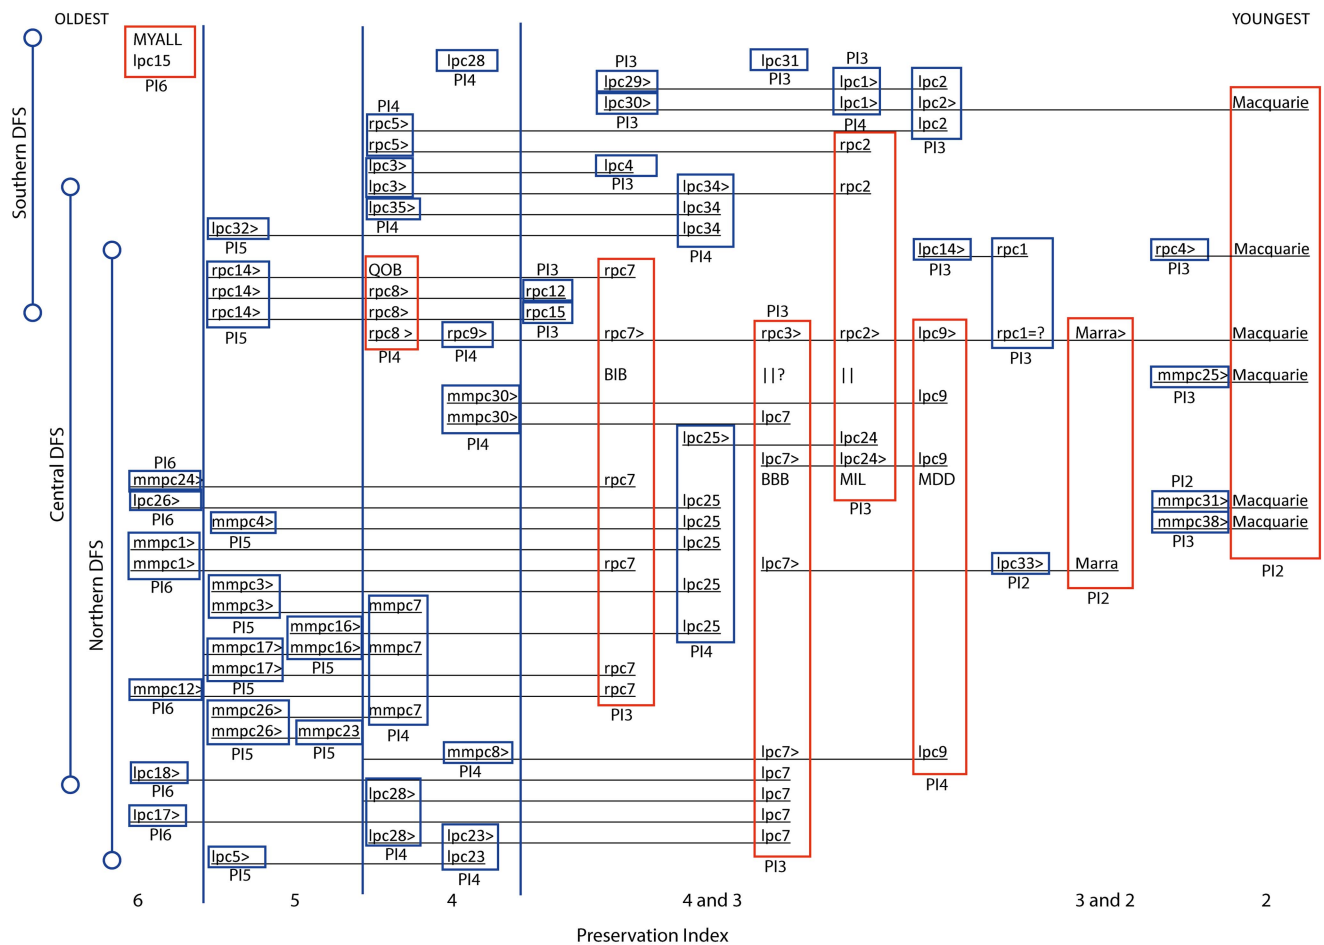 OLDEST YOUNGEST
MYALL
lpc15
PI6
lpc28
PI4
PI3
lpc31
PI3
PI3
lpc29> lpc1> lpc2
PI4 lpc30> lpc1> lpc2> Macquarie
PI3
rpc5> PI4 lpc2
rpc5> rpc2 PI3
lpc3> lpc4
PI3
lpc3> lpc34> rpc2
lpc35> lpc34
PI4
lpc32> lpc34
PI5 PI4
lpc14> rpc1 rpc4> Macquarie
PI3 PI3
rpc14> QOB PI3 rpc7
rpc14> rpc8> rpc12
rpc14> rpc8> rpc15 PI3
PI5 rpc8 > rpc9> PI3 rpc7> rpc3> rpc2> lpc9> rpc1=? Marra> Macquarie
PI4 PI4 PI3
BIB ||? || mmpc25> Macquarie
PI3
mmpc30> lpc9
mmpc30> lpc7
PI4 lpc25> lpc24
PI6 lpc7> lpc24> lpc9
mmpc24> rpc7 BBB MIL MDD PI2
lpc26> lpc25 PI3 mmpc31> Macquarie
PI6 mmpc4> lpc25 mmpc38> Macquarie
mmpc1> PI5 lpc25 PI3
mmpc1> rpc7 lpc7> lpc33> Marra PI2
PI6 mmpc3> lpc25 PI2 PI2
mmpc3> mmpc7
PI5 mmpc16> lpc25
mmpc17> mmpc16> mmpc7 PI4
mmpc17> PI5 rpc7
mmpc12> PI5 rpc7
PI6 mmpc26> mmpc7 PI3
mmpc26> mmpc23 PI4
PI5 PI5 mmpc8> lpc7> lpc9
lpc18> PI4 lpc7
PI6 lpc28> lpc7 PI4
lpc17> lpc7
PI6 lpc28> lpc23> lpc7
lpc5> PI4 lpc23 PI3
PI5 PI4
Southern DFS
Central DFS
Northern DFS
6 5 4 4 and 3 3 and 2 2
Preservation Index